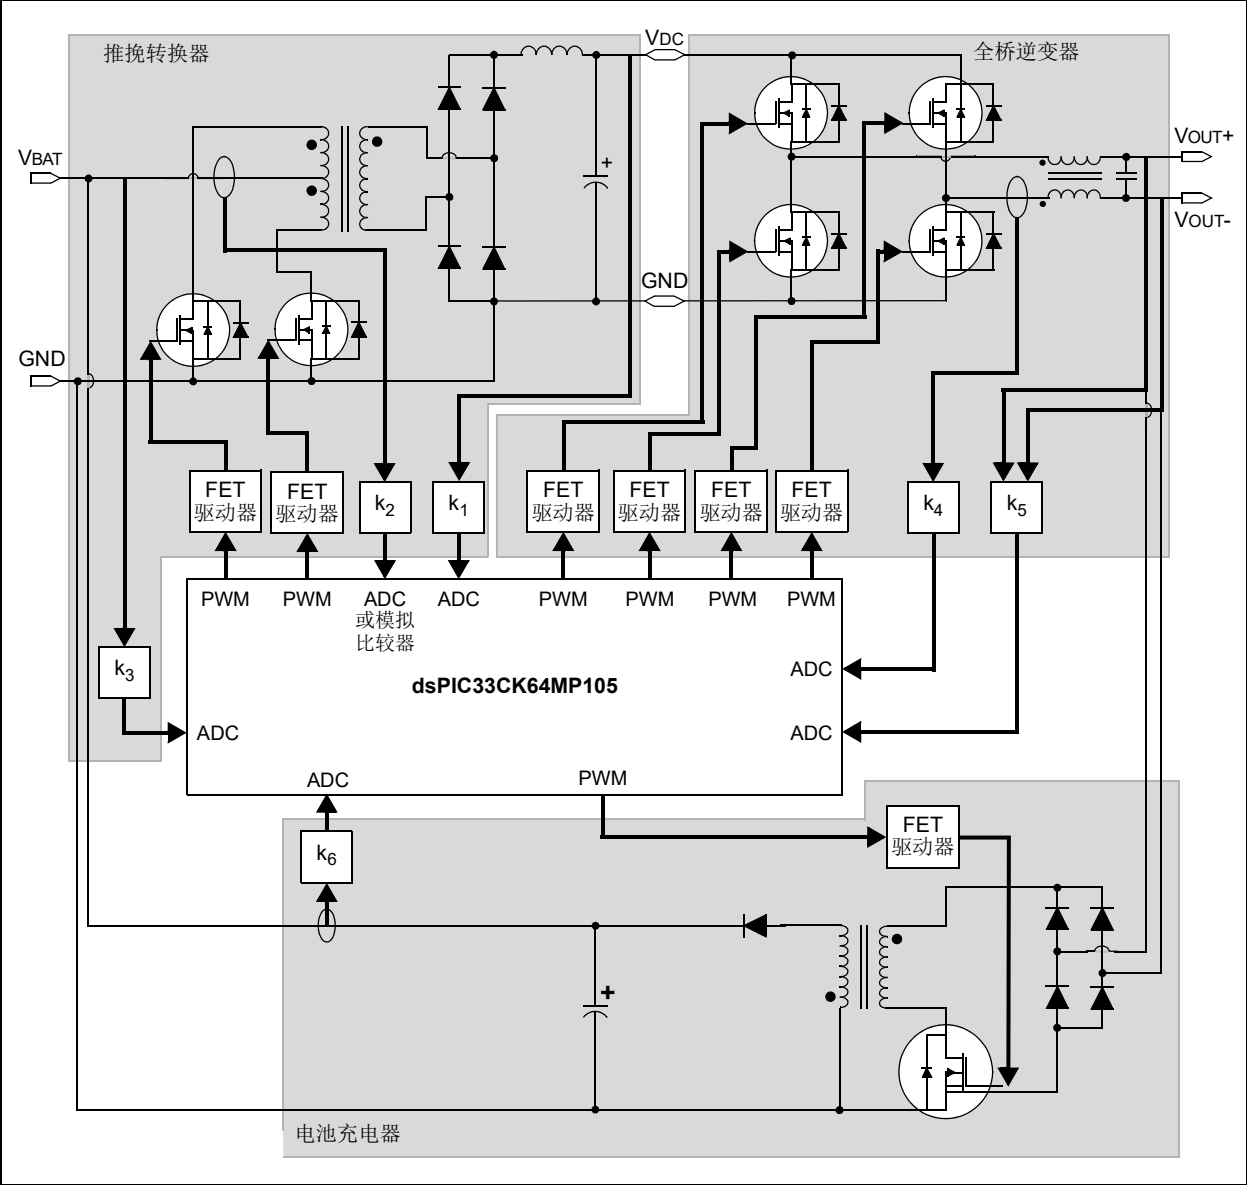 推挽转换器
VDC
全桥逆变器
VBAT
+
VOUT+
VOUT-
GND
GND
FET
驱动器
FET
驱动器
k2
k1
FET
驱动器
FET
驱动器
FET
驱动器
FET
驱动器
k4
k5
PWM
PWM
ADC
或模拟
比较器
ADC
PWM
PWM
PWM
PWM
k3
ADC
dsPIC33CK64MP105
ADC
ADC
ADC
PWM
k6
FET
驱动器
+
电池充电器